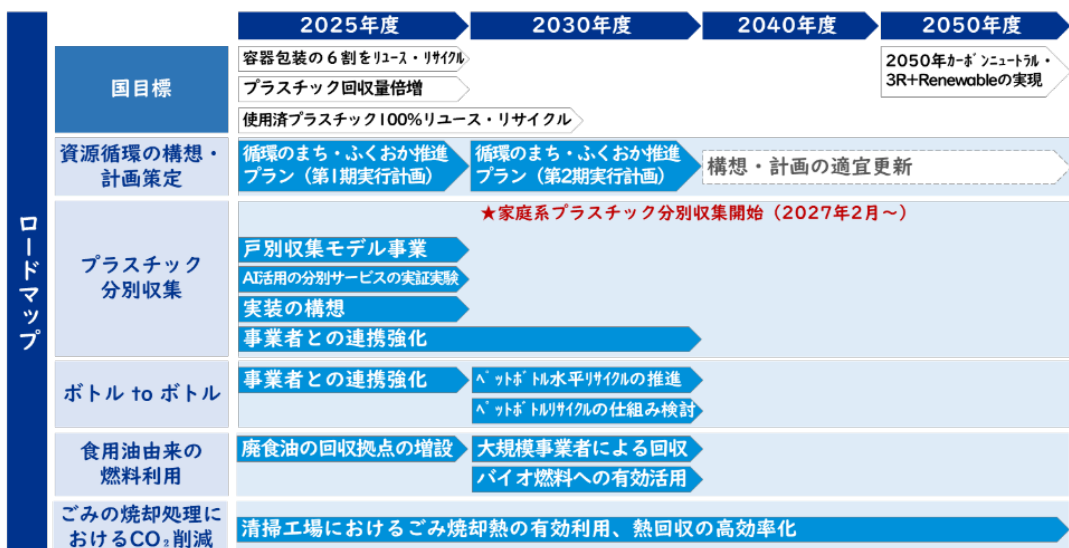 2025年度
2030年度
2040年度
2050年度
ロードマップ
国目標
容器包装の6割をﾘﾕｰｽ・ﾘｻｲｸﾙ
プラスチック回収量倍増
使用済プラスチック100%リユース・リサイクル
2050年ｶｰﾎﾞﾝﾆｭｰﾄﾗﾙ・
3R+Renewableの実現
資源循環の構想・
計画策定
循環のまち・ふくおか推進
プラン（第1期実行計画）
循環のまち・ふくおか推進
プラン（第2期実行計画）
構想・計画の適宜更新
プラスチック
分別収集
★家庭系プラスチック分別収集開始（2027年2月～）
戸別収集モデル事業
AI活用の分別サービスの実証実験
実装の構想
事業者との連携強化
ボトル to ボトル
事業者との連携強化
ﾍﾟｯﾄﾎﾞﾄﾙ水平ﾘｻｲｸﾙの推進
ﾍﾟｯﾄﾎﾞﾄﾙﾘｻｲｸﾙの仕組み検討
食用油由来の
燃料利用
廃食油の回収拠点の増設
大規模事業者による回収
バイオ燃料への有効活用
ごみの焼却処理に
おけるCO₂削減
清掃工場におけるごみ焼却熱の有効利用、熱回収の高効率化